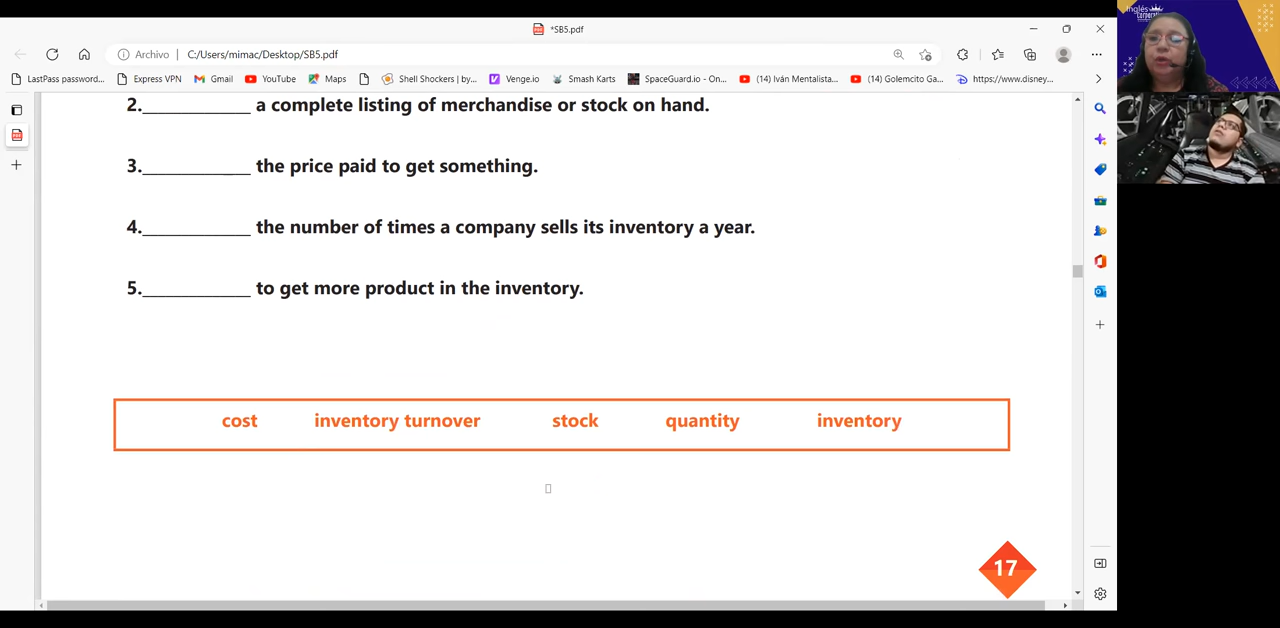 *SB5.pdf
Archivo | C:/Users/mimac/Desktop/SB5.pdf
LastPass password... Express VPN Gmail YouTube Maps Shell Shockers | by... Venge.io Smash Karts SpaceGuard.io - On... (14) Iván Mentalista... (14) Golemcito Ga... https://www.disney...
2.____________ a complete listing of merchandise or stock on hand.
3.____________ the price paid to get something.
4.____________ the number of times a company sells its inventory a year.
5.____________ to get more product in the inventory.
cost inventory turnover stock quantity inventory
17
Inglés
Corporativo